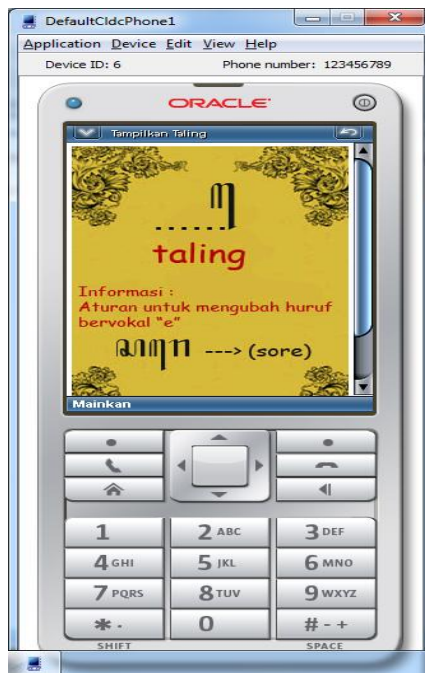 DefaultCldcPhone1
Application Device Edit View Help
Device ID: 6 Phone number: 123456789
ORACLE
Tampilkan Taling
.......
taling
Informasi :
Aturan untuk mengubah huruf
bervokal "e"
---> (sore)
Mainkan
1 2 ABC 3 DEF
4 GHI 5 JKL 6 MNO
7 PQRS 8 TUV 9 WXYZ
* . 0 # - +
SHIFT SPACE